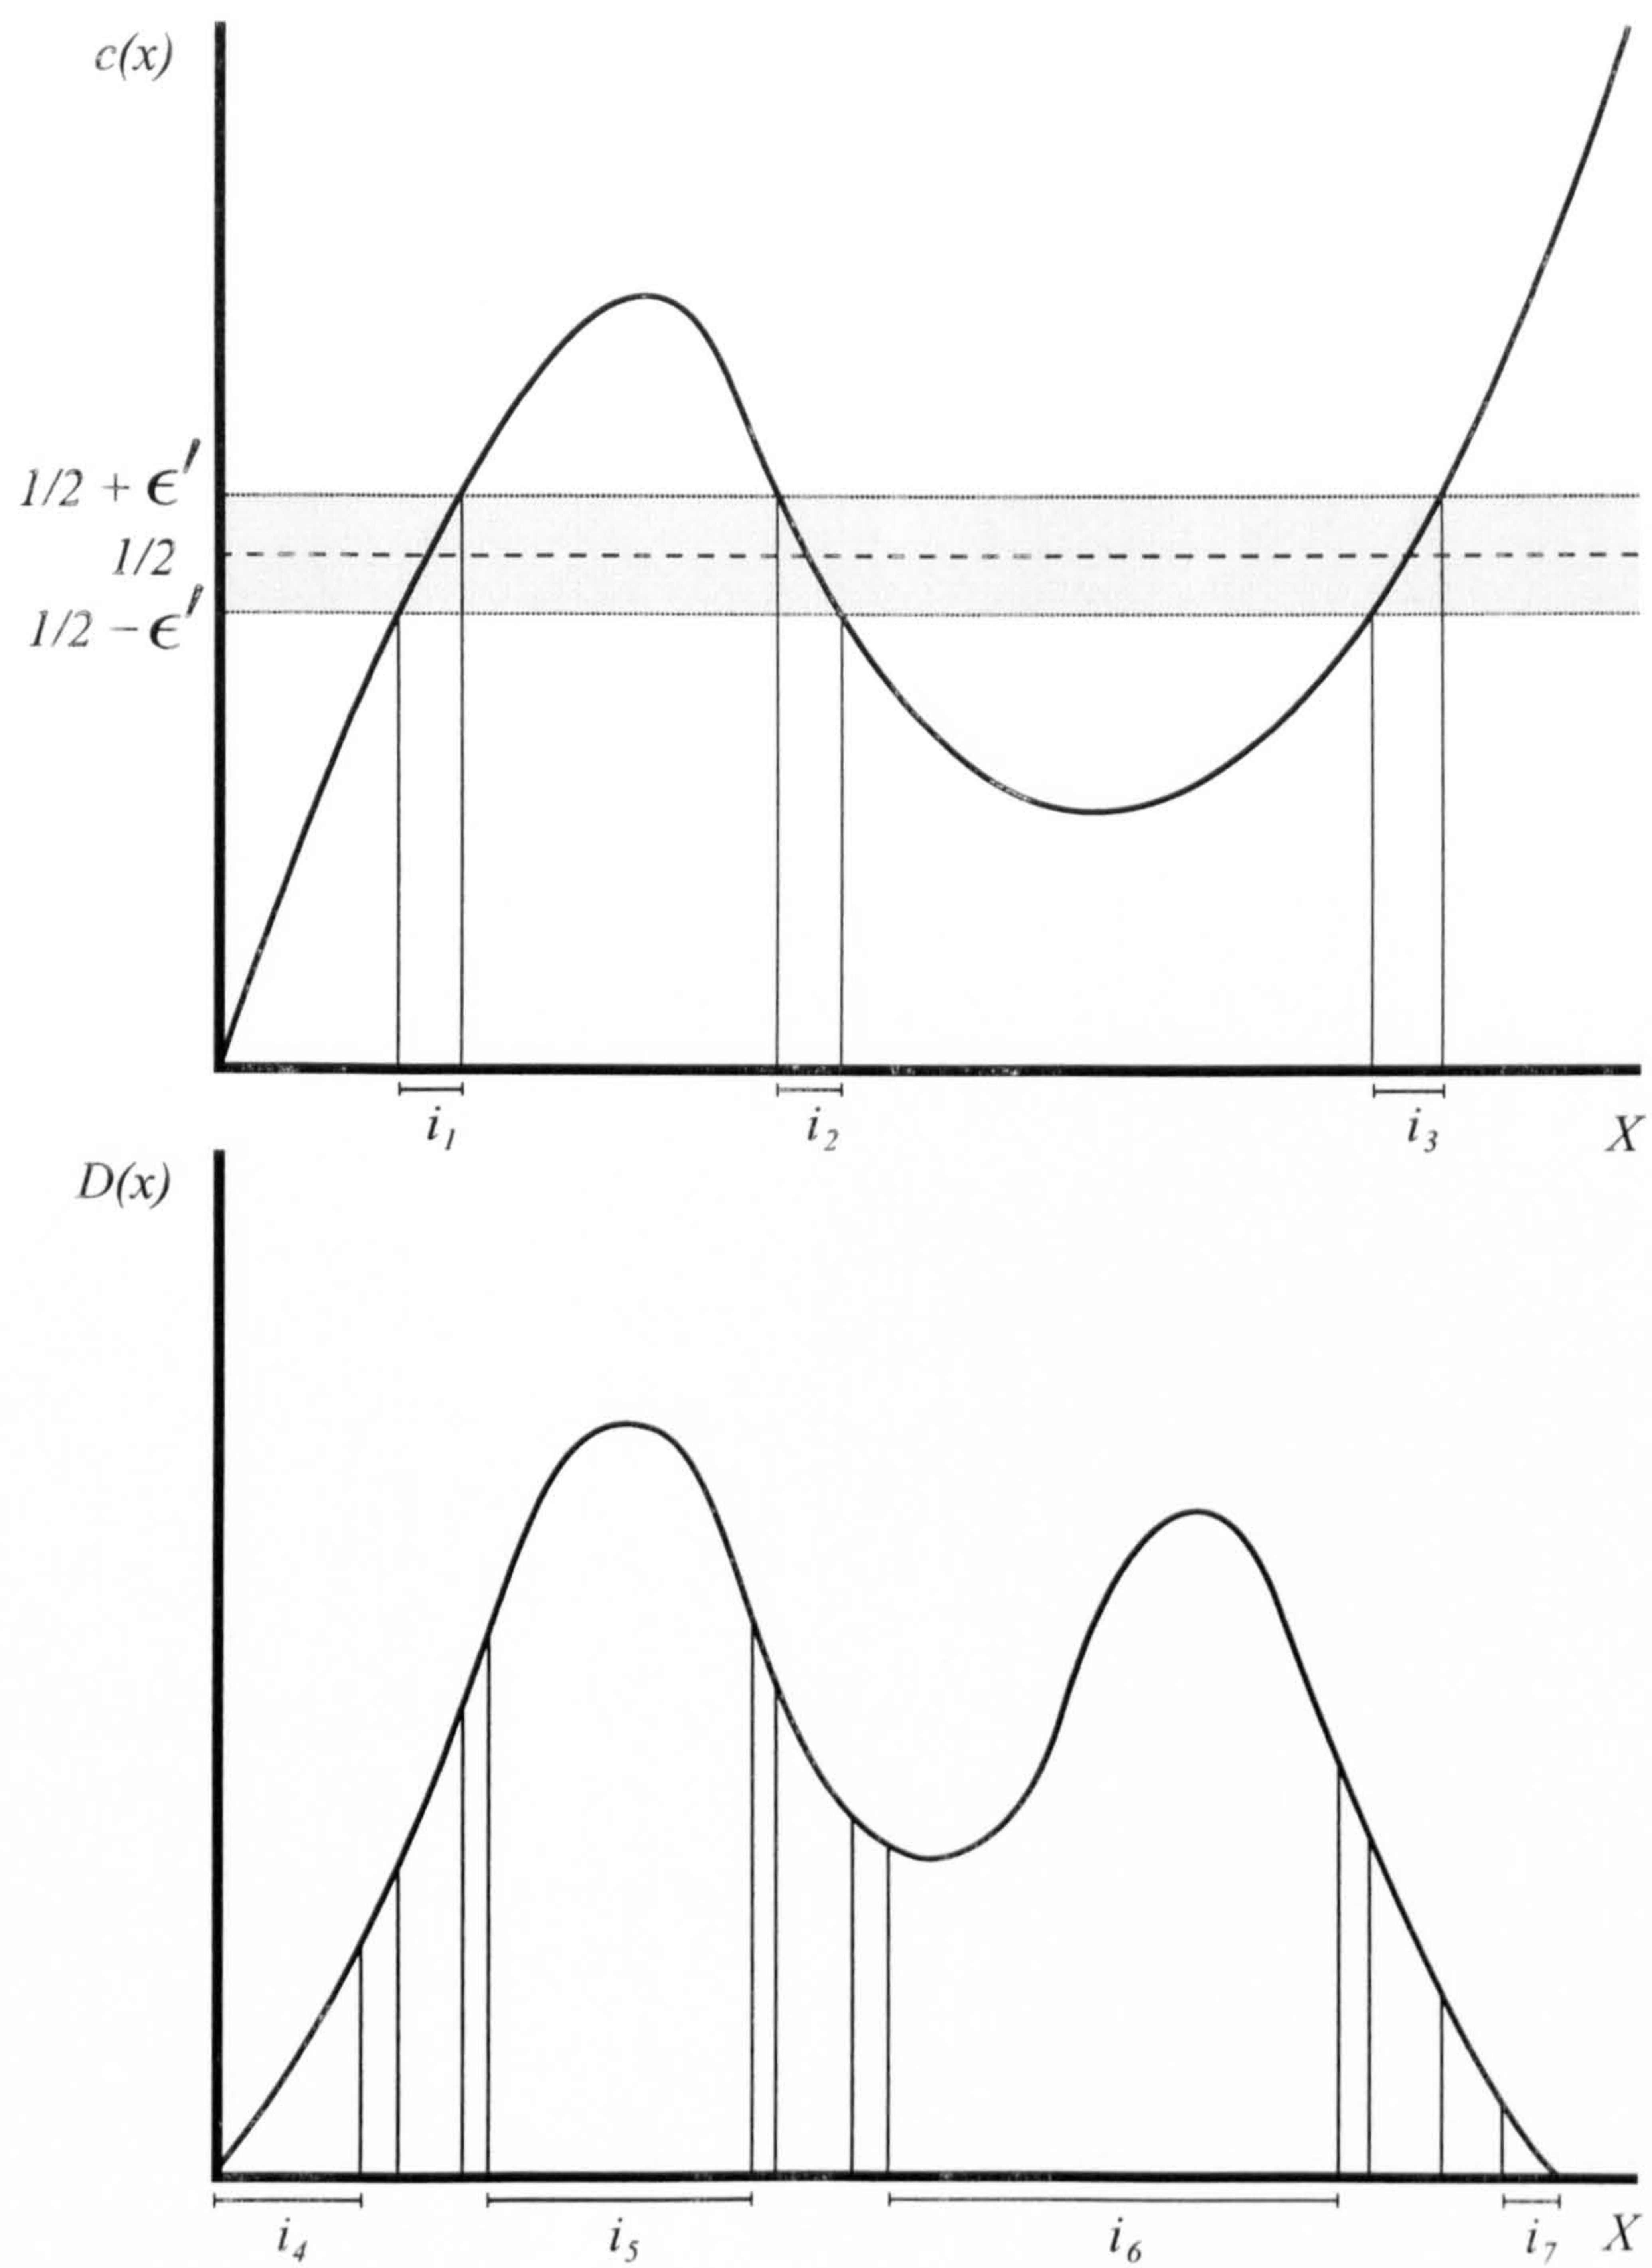 c(x)
1/2 + ϵ′
1/2
1/2 − ϵ′
i₁ i₂ i₃ X
D(x)
i₄ i₅ i₆ i₇ X